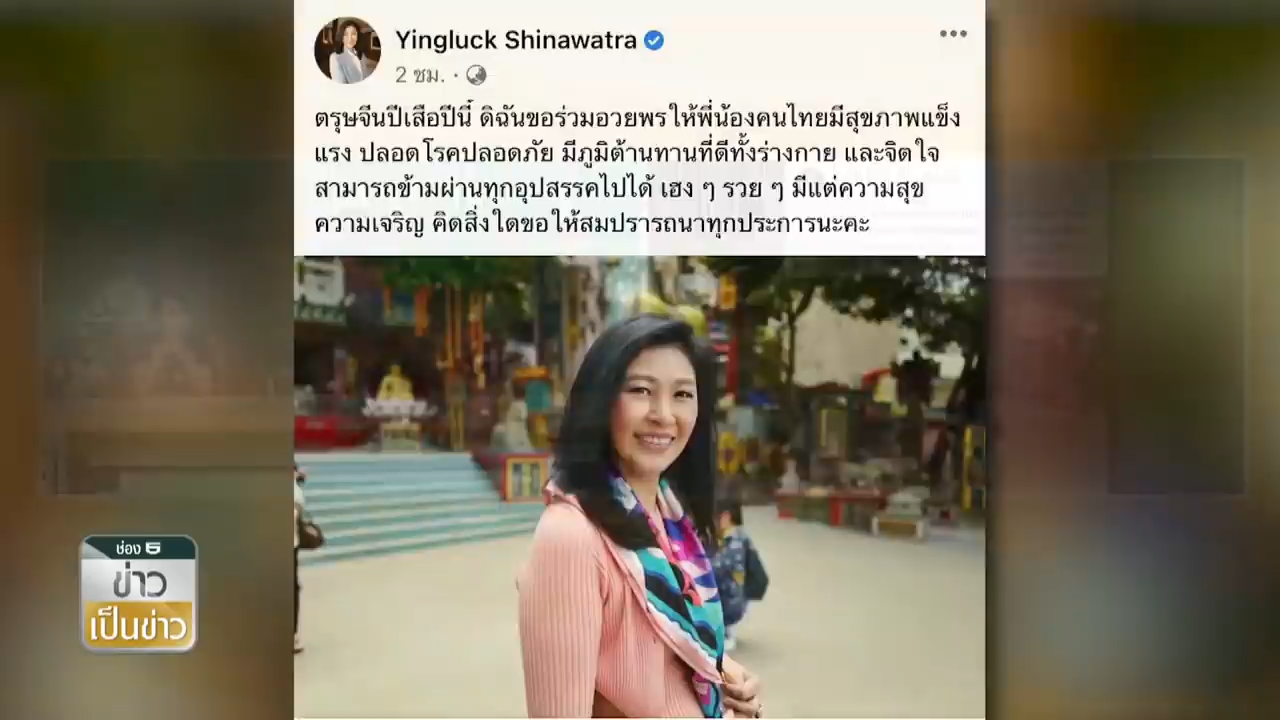 Yingluck Shinawatra
2 ชม. ·
ตรุษจีนปีเสือปีนี้ ดิฉันขอร่วมอวยพรให้พี่น้องคนไทยมีสุขภาพแข็ง
แรง ปลอดโรคปลอดภัย มีภูมิต้านทานที่ดีทั้งร่างกาย และจิตใจ
สามารถข้ามผ่านทุกอุปสรรคไปได้ เฮง ๆ รวย ๆ มีแต่ความสุข
ความเจริญ คิดสิ่งใดขอให้สมปรารถนาทุกประการนะคะ
ช่อง 5
ข่าว
เป็นข่าว